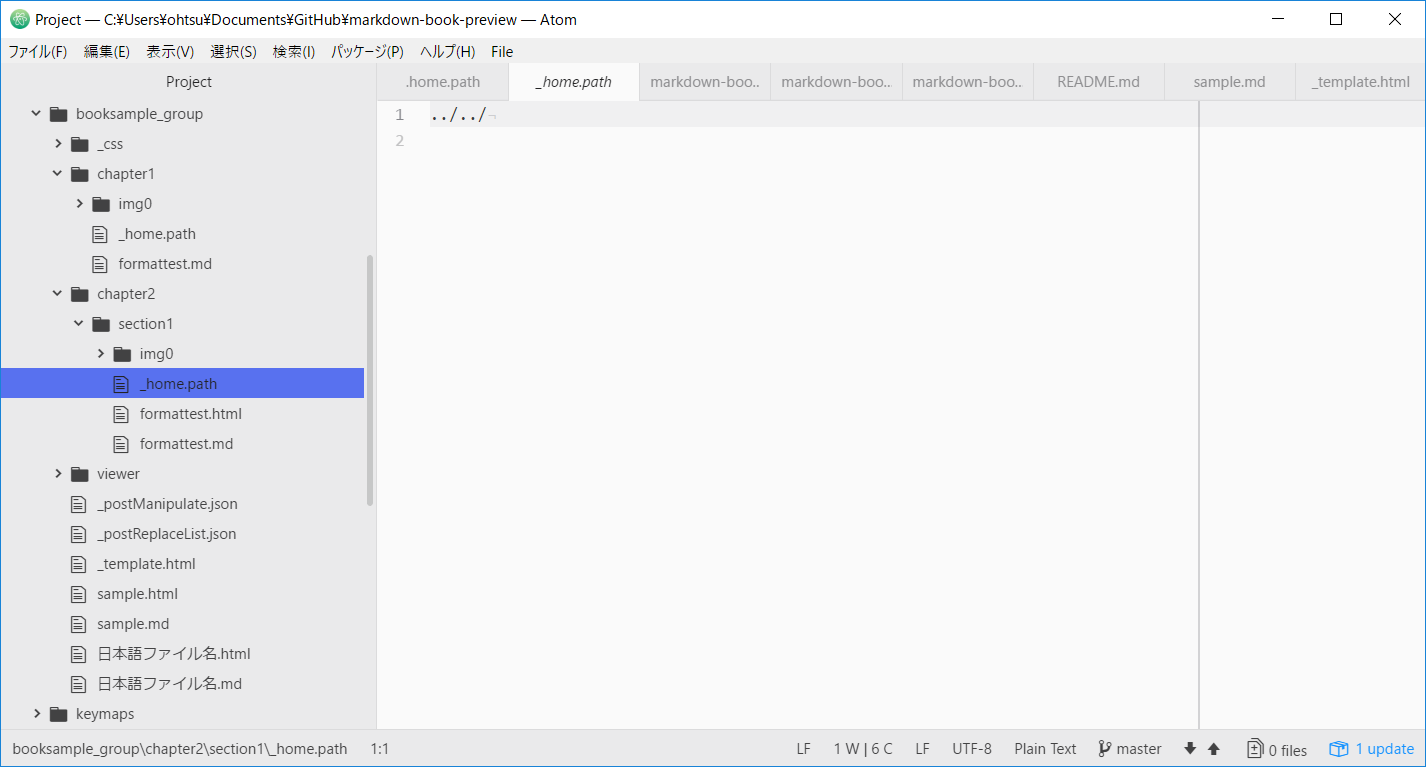 Project — C:¥Users¥ohtsu¥Documents¥GitHub¥markdown-book-preview — Atom
ファイル(F) 編集(E) 表示(V) 選択(S) 検索(I) パッケージ(P) ヘルプ(H) File
Project
.home.path _home.path markdown-boo.. markdown-boo.. markdown-boo.. README.md sample.md _template.html
booksample_group
_css
chapter1
img0
_home.path
formattest.md
chapter2
section1
img0
_home.path
formattest.html
formattest.md
viewer
_postManipulate.json
_postReplaceList.json
_template.html
sample.html
sample.md
日本語ファイル名.html
日本語ファイル名.md
keymaps
1 ../../¬
2
booksample_group\chapter2\section1\_home.path 1:1 LF 1 W | 6 C LF UTF-8 Plain Text master 0 files 1 update